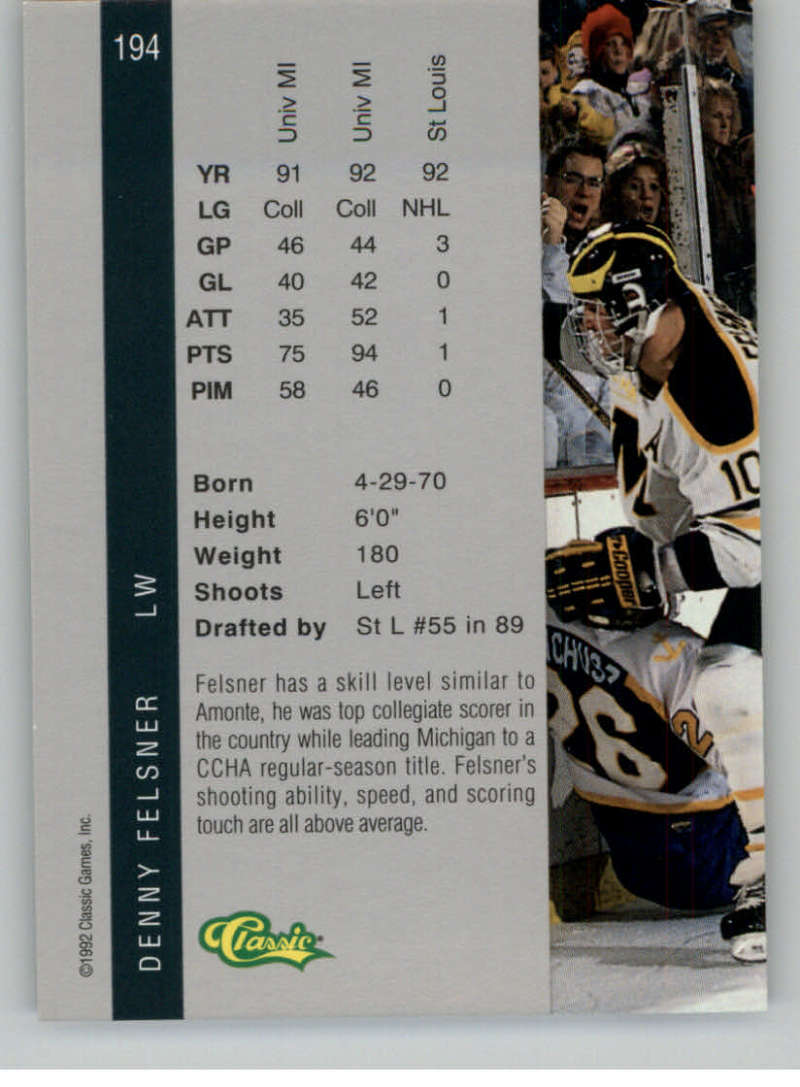 194
Univ MI Univ MI St Louis
YR 91 92 92
LG Coll Coll NHL
GP 46 44 3
GL 40 42 0
ATT 35 52 1
PTS 75 94 1
PIM 58 46 0
Born 4-29-70
Height 6'0"
Weight 180
Shoots Left
Drafted by St L #55 in 89
Felsner has a skill level similar to
Amonte, he was top collegiate scorer in
the country while leading Michigan to a
CCHA regular-season title. Felsner's
shooting ability, speed, and scoring
touch are all above average.
DENNY FELSNER LW
©1992 Classic Games, Inc.
Classic
10
Cooper
26
2